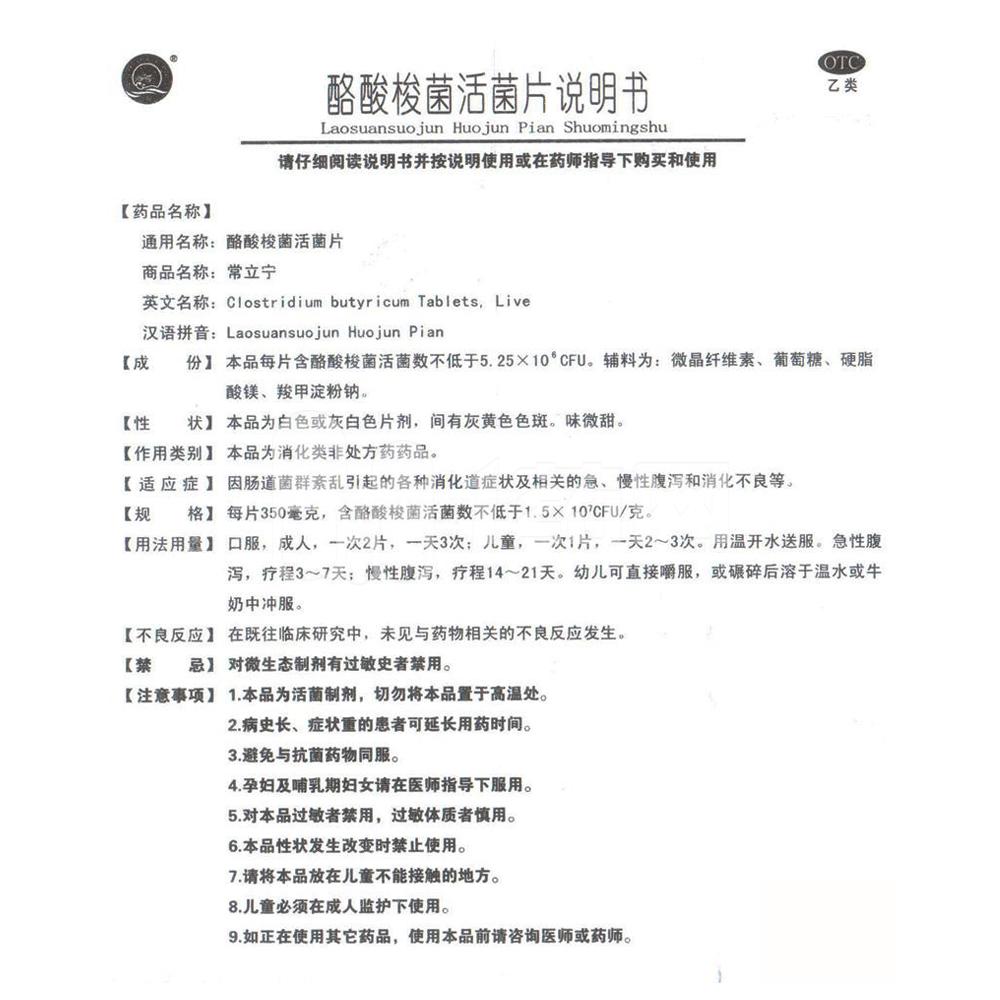 ®
OTC
乙类
酪酸梭菌活菌片说明书
Laosuansuojun Huojun Pian Shuomingshu
请仔细阅读说明书并按说明使用或在药师指导下购买和使用
【药品名称】
通用名称：酪酸梭菌活菌片
商品名称：常立宁
英文名称：Clostridium butyricum Tablets, Live
汉语拼音：Laosuansuojun Huojun Pian
【成　　份】本品每片含酪酸梭菌活菌数不低于5.25×10⁶CFU。辅料为：微晶纤维素、葡萄糖、硬脂
酸镁、羧甲淀粉钠。
【性　　状】本品为白色或灰白色片剂，间有灰黄色色斑。味微甜。
【作用类别】本品为消化类非处方药药品。
【适应症】因肠道菌群紊乱引起的各种消化道症状及相关的急、慢性腹泻和消化不良等。
【规　　格】每片350毫克，含酪酸梭菌活菌数不低于1.5×10⁷CFU/克。
【用法用量】口服，成人，一次2片，一天3次；儿童，一次1片，一天2～3次。用温开水送服。急性腹
泻，疗程3～7天；慢性腹泻，疗程14～21天。幼儿可直接嚼服，或碾碎后溶于温水或牛
奶中冲服。
【不良反应】在既往临床研究中，未见与药物相关的不良反应发生。
【禁　　忌】对微生态制剂有过敏史者禁用。
【注意事项】1.本品为活菌制剂，切勿将本品置于高温处。
2.病史长、症状重的患者可延长用药时间。
3.避免与抗菌药物同服。
4.孕妇及哺乳期妇女请在医师指导下服用。
5.对本品过敏者禁用，过敏体质者慎用。
6.本品性状发生改变时禁止使用。
7.请将本品放在儿童不能接触的地方。
8.儿童必须在成人监护下使用。
9.如正在使用其它药品，使用本品前请咨询医师或药师。